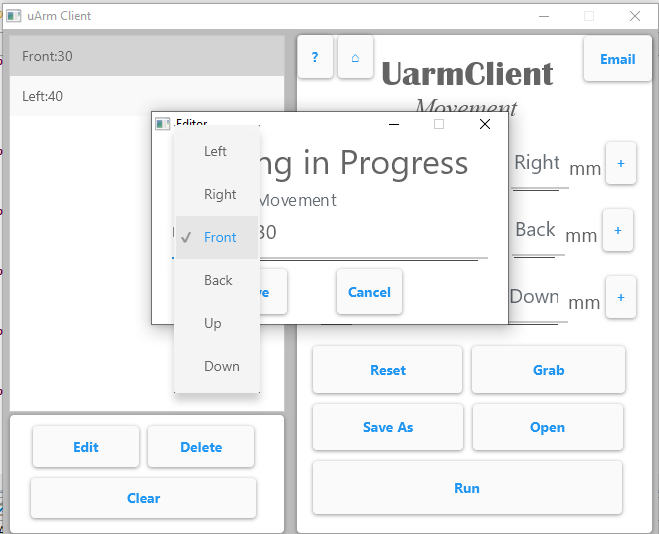 uArm Client
Front:30
Left:40
?
⌂
Email
UarmClient
Movement
Editor
ng in Progress
Movement
30
Left
Right
✓ Front
Back
Up
Down
Cancel
Right mm +
Back mm +
Down mm +
Reset
Grab
Save As
Open
Run
Edit
Delete
Clear